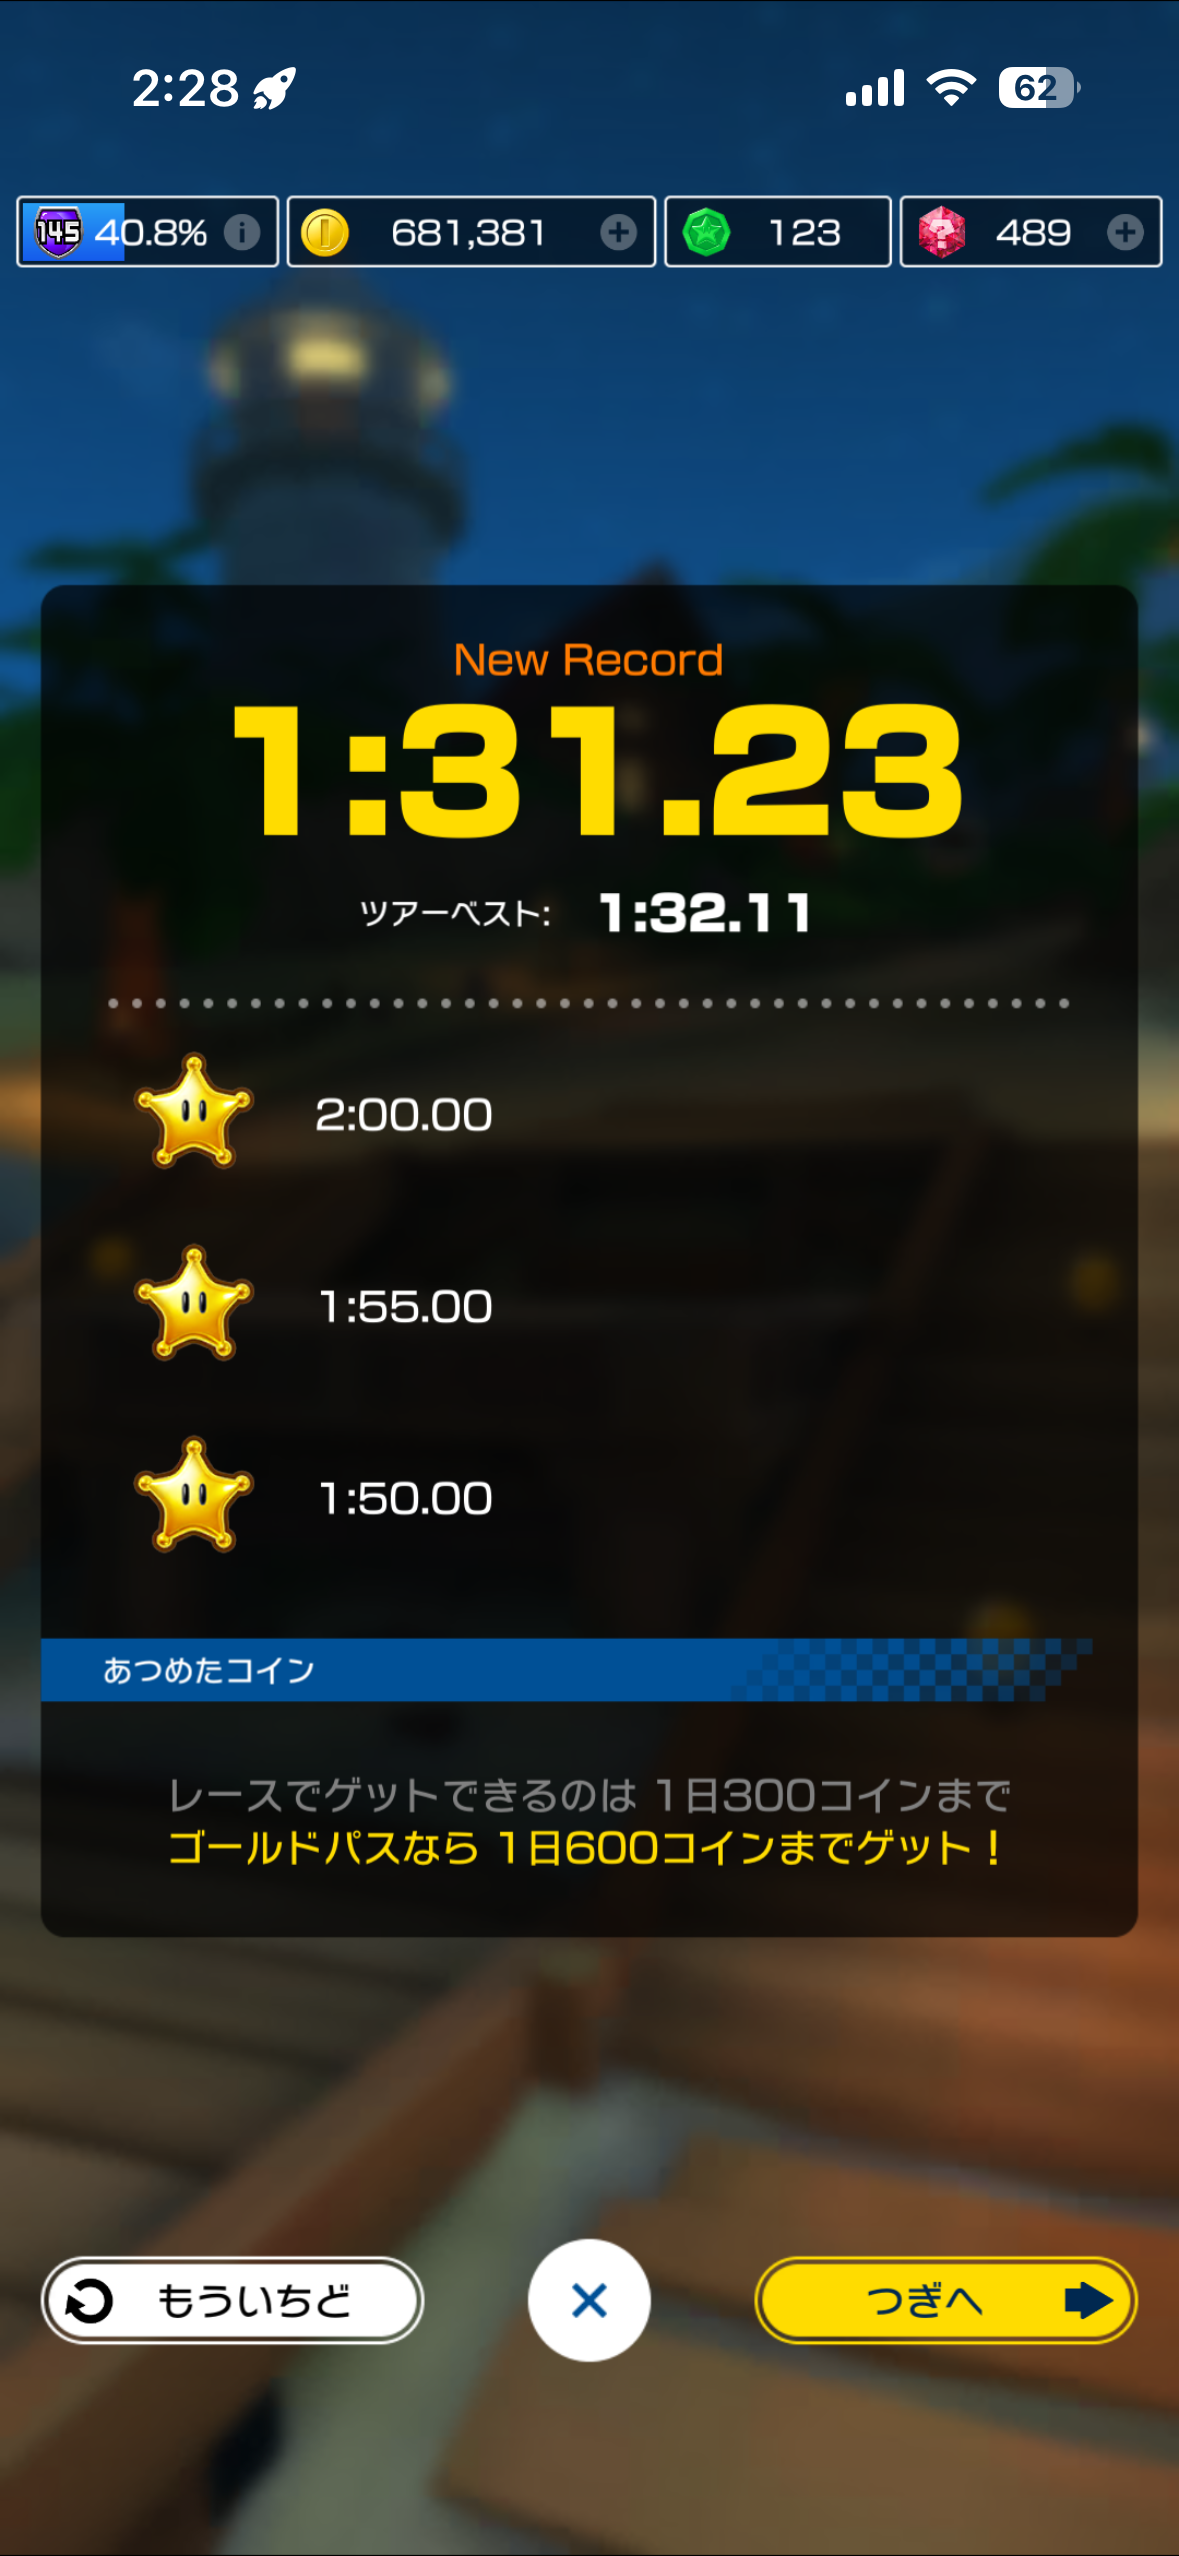 2:28 62
145 40.8% 681,381 123 489
New Record
1:31.23
ツアーベスト: 1:32.11
2:00.00
1:55.00
1:50.00
あつめたコイン
レースでゲットできるのは 1日300コインまで
ゴールドパスなら 1日600コインまでゲット！
もういちど つぎへ